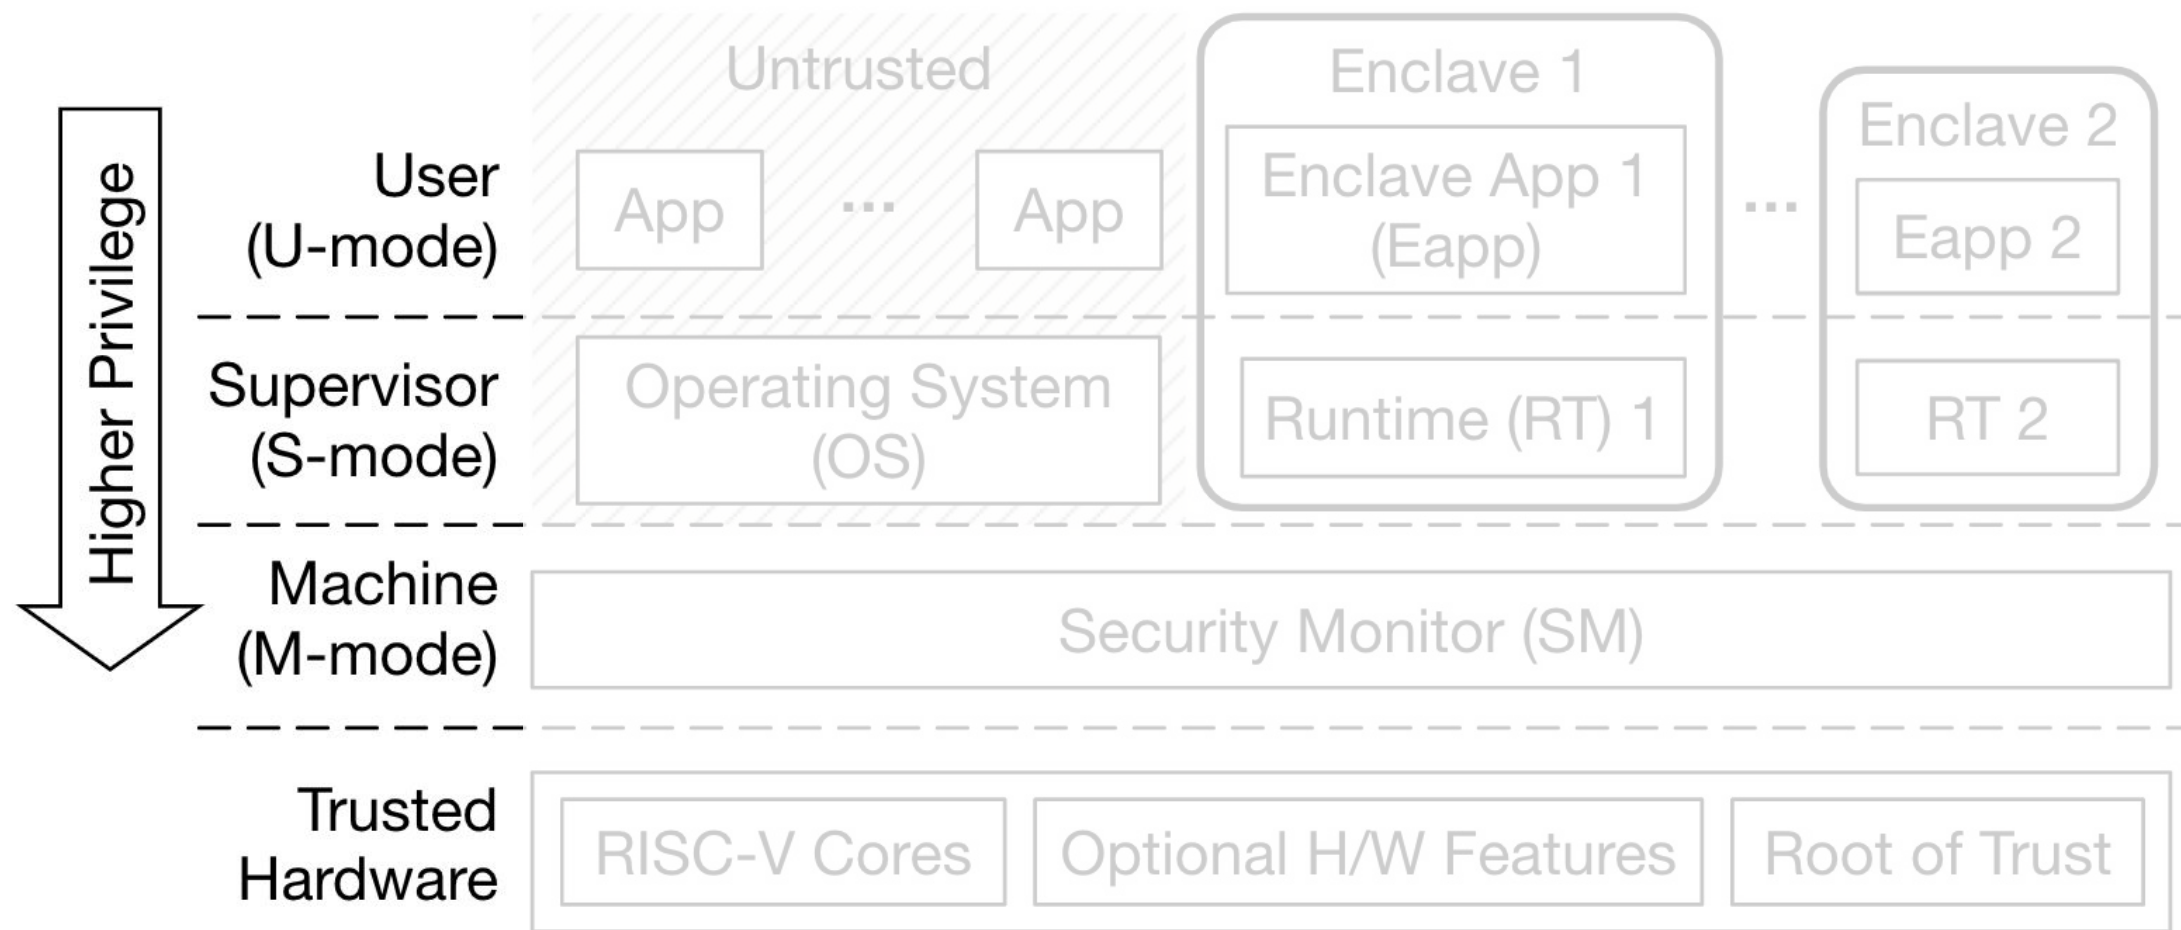 Higher Privilege
User
(U-mode)
Supervisor
(S-mode)
Machine
(M-mode)
Trusted
Hardware
Untrusted
App
...
App
Operating System
(OS)
Enclave 1
Enclave App 1
(Eapp)
Runtime (RT) 1
...
Enclave 2
Eapp 2
RT 2
Security Monitor (SM)
RISC-V Cores
Optional H/W Features
Root of Trust